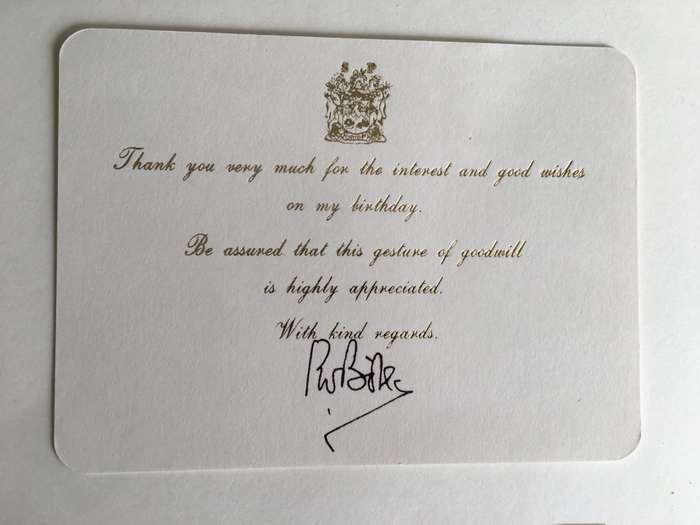 S P
Thank you very much for the interest and good wishes
on my birthday.
Be assured that this gesture of goodwill
is highly appreciated.
With kind regards.